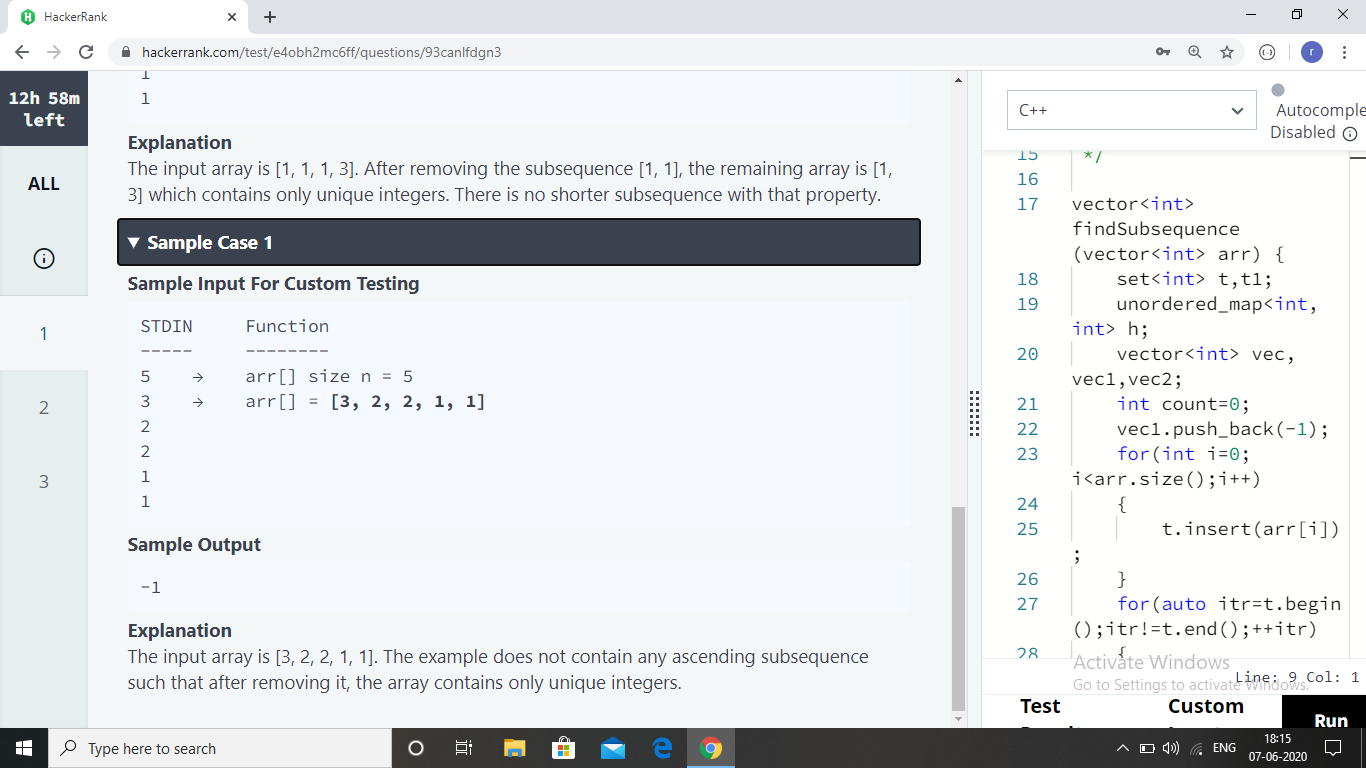 HackerRank
hackerrank.com/test/e4obh2mc6ff/questions/93canlfdgn3
r
12h 58m
left
ALL
1
2
3
1
1
Explanation
The input array is [1, 1, 1, 3]. After removing the subsequence [1, 1], the remaining array is [1,
3] which contains only unique integers. There is no shorter subsequence with that property.
▼ Sample Case 1
Sample Input For Custom Testing
STDIN Function
----- --------
5 → arr[] size n = 5
3 → arr[] = [3, 2, 2, 1, 1]
2
2
1
1
Sample Output
-1
Explanation
The input array is [3, 2, 2, 1, 1]. The example does not contain any ascending subsequence
such that after removing it, the array contains only unique integers.
C++
Autocomple
Disabled
15 */
16
17 vector<int>
findSubsequence
(vector<int> arr) {
18 set<int> t,t1;
19 unordered_map<int,
int> h;
20 vector<int> vec,
vec1,vec2;
21 int count=0;
22 vec1.push_back(-1);
23 for(int i=0;
i<arr.size();i++)
24 {
25 t.insert(arr[i])
;
26 }
27 for(auto itr=t.begin
();itr!=t.end();++itr)
28 {
Activate Windows
Go to Settings to activate Windows.
Line: 9 Col: 1
Test
Custom
Run
Type here to search
ENG
18:15
07-06-2020